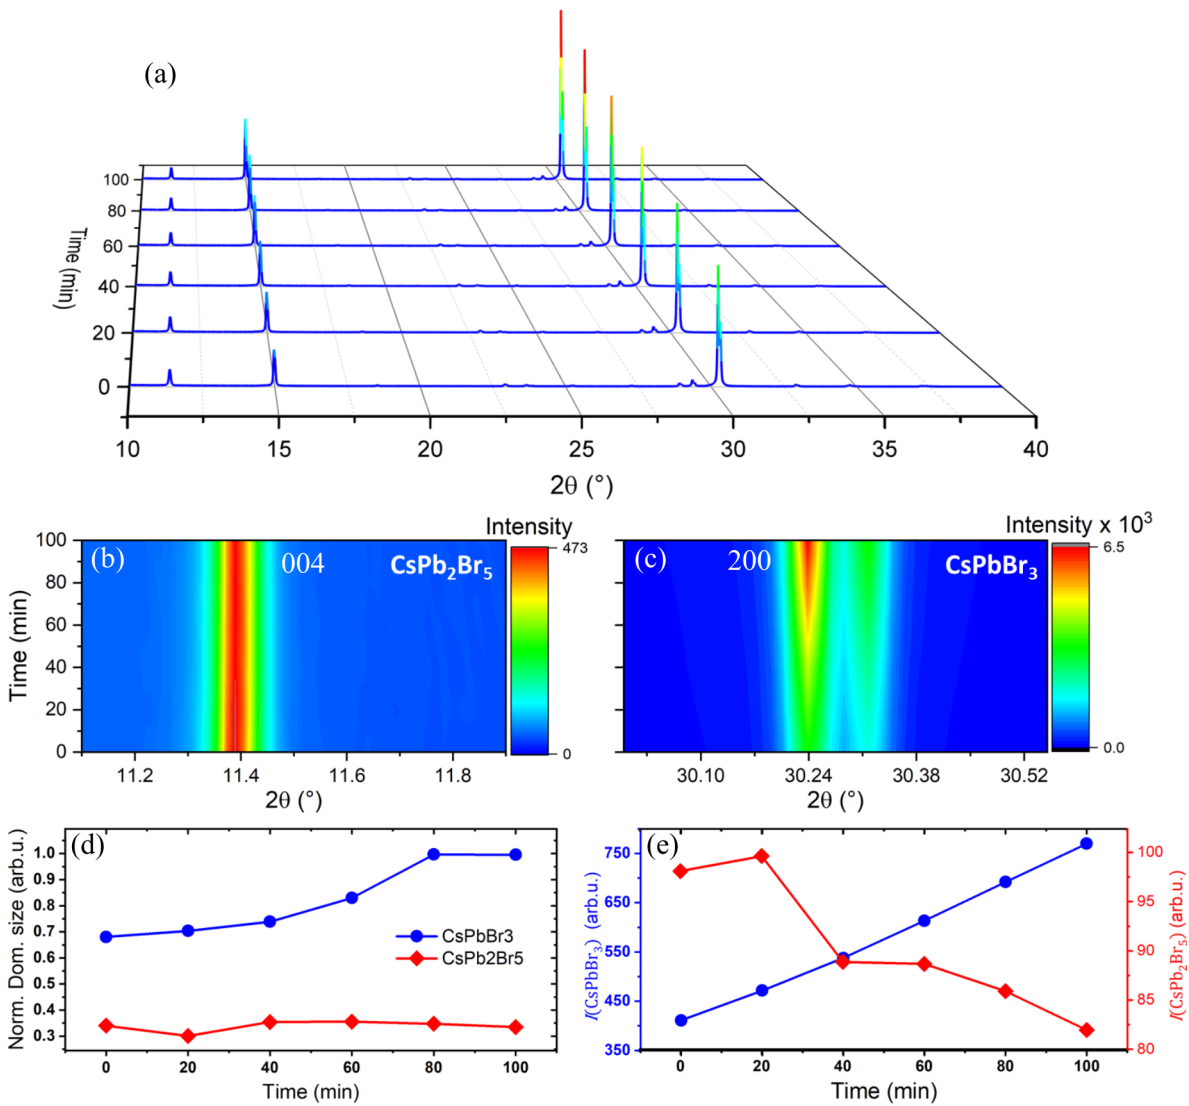 (a)
100
80
60
40
20
0
Time (min)
10 15 20 25 30 35 40
2θ (°)
Intensity
(b) 004 CsPb₂Br₅
473
0
100
80
60
40
20
0
Time (min)
11.2 11.4 11.6 11.8
2θ (°)
Intensity x 10³
(c) 200 CsPbBr₃
6.5
0.0
30.10 30.24 30.38 30.52
2θ (°)
(d)
1.0
0.9
0.8
0.7
0.6
0.5
0.4
0.3
Norm. Dom. size (arb.u.)
CsPbBr3
CsPb2Br5
0 20 40 60 80 100
Time (min)
(e)
750
650
550
450
350
I(CsPbBr₃) (arb.u.)
100
95
90
85
80
I(CsPb₂Br₅) (arb.u.)
0 20 40 60 80 100
Time (min)